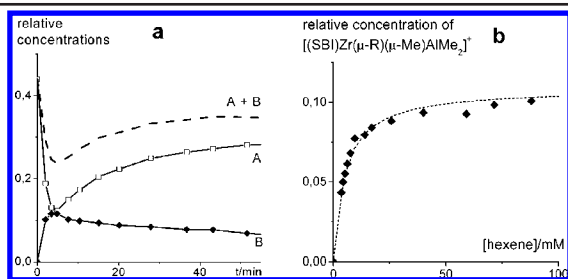 relative
concentrations
a
0,4
0,2
0,0
A + B
A
B
0
20
40
t/min
relative concentration of
[(SBI)Zr(μ-R)(μ-Me)AlMe₂]⁺
b
0,10
0,05
0,00
[hexene]/mM
0
50
100